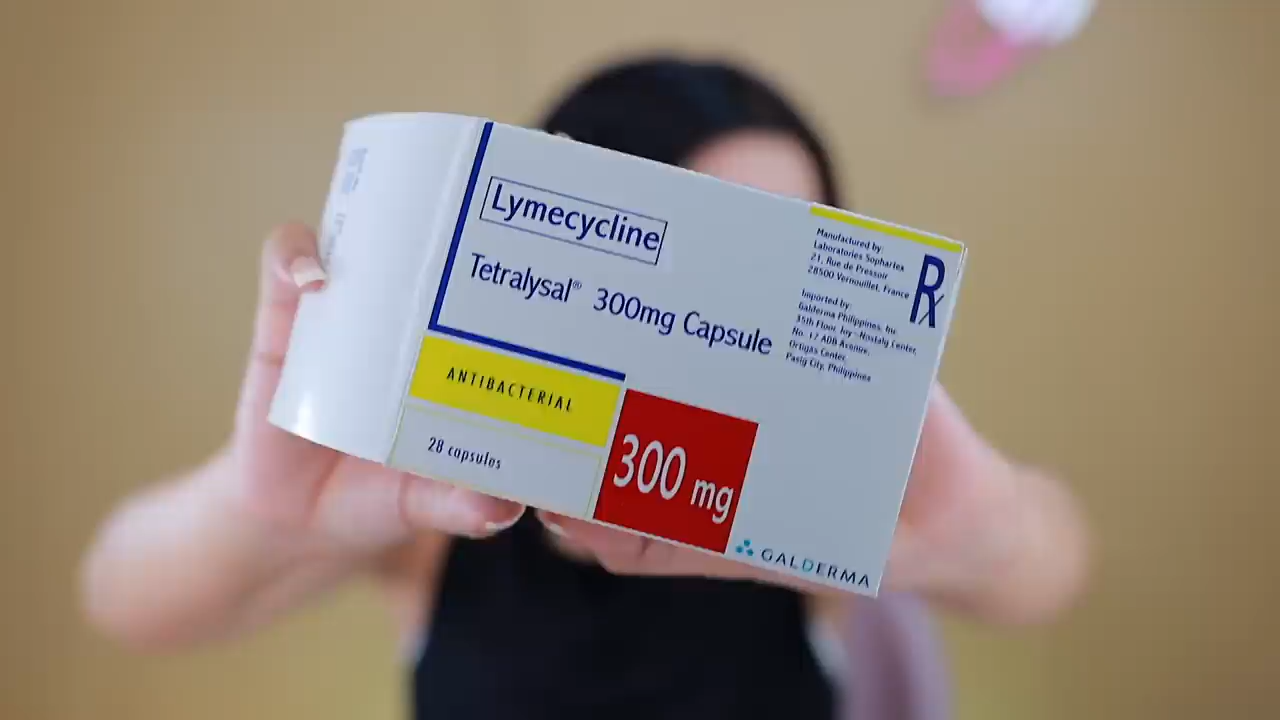 Lymecycline
Tetralysal® 300mg Capsule
ANTIBACTERIAL
28 capsules
300 mg
Manufactured by:
Laboratories Sophartex
21, Rue de Pressoir
28500 Vernouillet, France
Rx
Imported by:
Galderma Philippines, Inc.
35th Floor, Joy-Nostalg Center,
No. 17 ADB Avenue,
Ortigas Center,
Pasig City, Philippines
GALDERMA